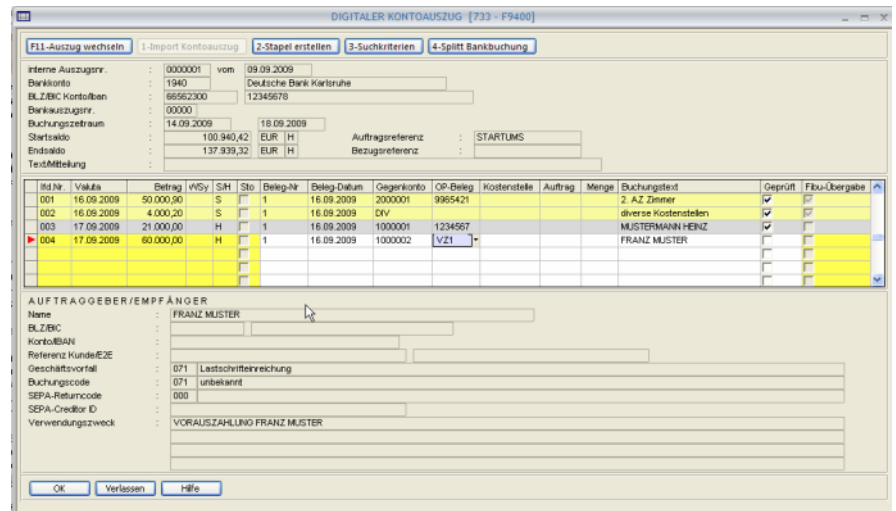 DIGITALER KONTOAUSZUG [733 - F9400]
F11-Auszug wechseln 1-Import Kontoauszug 2-Stapel erstellen 3-Suchkriterien 4-Splitt Bankbuchung
interne Auszugsnr. : 0000001 vom 09.09.2009
Bankkonto : 1940 Deutsche Bank Karlsruhe
BLZ/BIC Konto/Iban : 66562300 12345678
Bankauszugsnr. : 00000
Buchungszeitraum : 14.09.2009 18.09.2009
Startsaldo : 100.940,42 EUR H Auftragsreferenz : STARTUMS
Endsaldo : 137.939,32 EUR H Bezugsreferenz :
Text/Mitteilung :
lfd.Nr. Valuta Betrag WSy S/H Sto Beleg-Nr Beleg-Datum Gegenkonto OP-Beleg Kostenstelle Auftrag Menge Buchungstext Geprüft Fibu-Übergabe
001 16.09.2009 50.000,90 S 1 16.09.2009 2000001 9965421 2. AZ Zimmer
002 16.09.2009 4.000,20 S 1 16.09.2009 DIV diverse Kostenstellen
003 17.09.2009 21.000,00 H 1 16.09.2009 1000001 1234567 MUSTERMANN HEINZ
004 17.09.2009 60.000,00 H 1 16.09.2009 1000002 VZ1 FRANZ MUSTER
AUFTRAGGEBER/EMPFÄNGER
Name : FRANZ MUSTER
BLZ/BIC :
Konto/IBAN :
Referenz Kunde/E2E :
Geschäftsvorfall : 071 Lastschrifteinreichung
Buchungscode : 071 unbekannt
SEPA-Returncode : 000
SEPA-Creditor ID :
Verwendungszweck : VORAUSZAHLUNG FRANZ MUSTER
OK Verlassen Hilfe